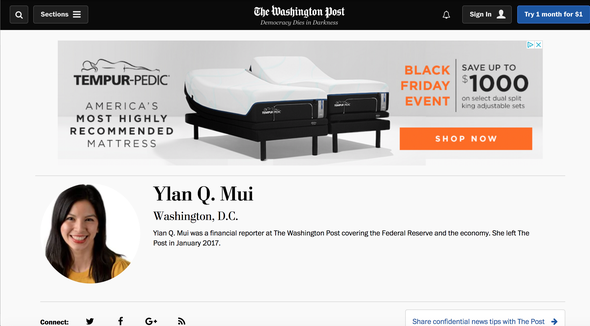 Sections
The Washington Post
Democracy Dies in Darkness
Sign In
Try 1 month for $1
TEMPUR-PEDIC
AMERICA'S
MOST HIGHLY
RECOMMENDED
MATTRESS
BLACK
FRIDAY
EVENT
SAVE UP TO
$1000
on select dual split
king adjustable sets
SHOP NOW
Ylan Q. Mui
Washington, D.C.
Ylan Q. Mui was a financial reporter at The Washington Post covering the Federal Reserve and the economy. She left The
Post in January 2017.
Connect:
G+
Share confidential news tips with The Post